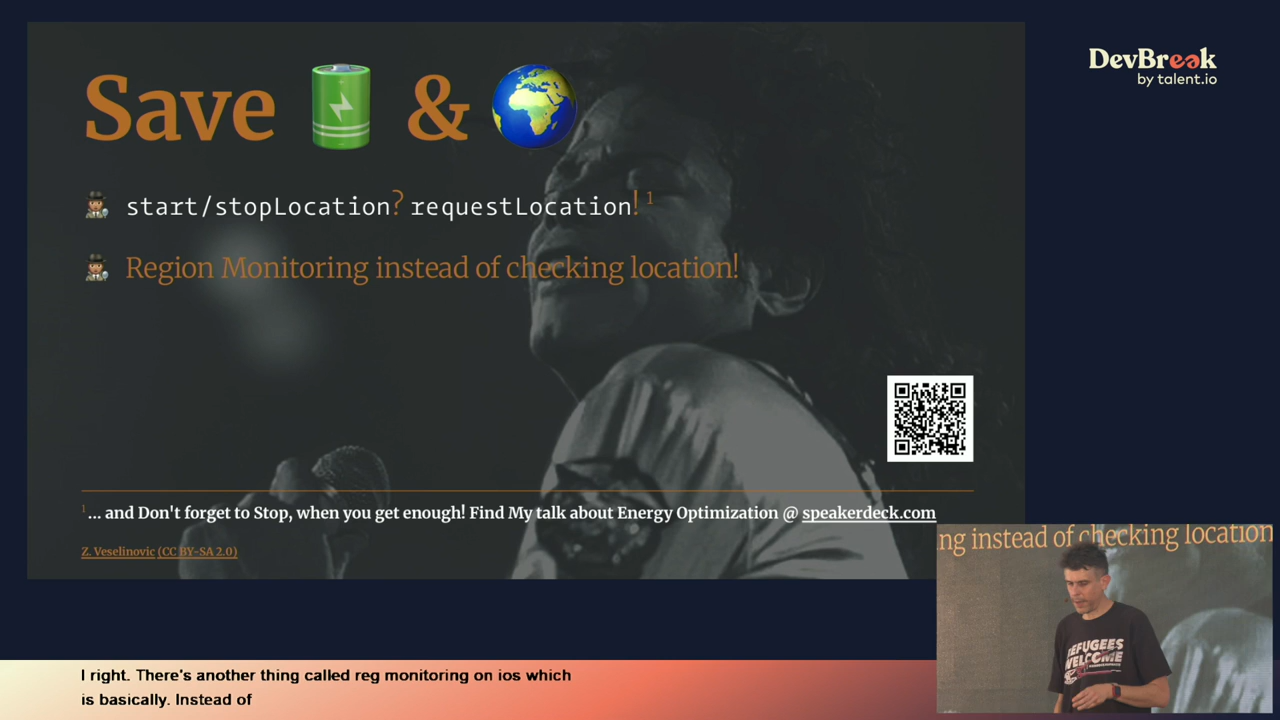 Save &
start/stopLocation? requestLocation! 1
Region Monitoring instead of checking location!
1 ... and Don't forget to Stop, when you get enough! Find My talk about Energy Optimization @ speakerdeck.com
Z. Veselinovic (CC BY-SA 2.0)
DevBreak
by talent.io
ng instead of checking location
REFUGEES
WELCOME
I right. There's another thing called reg monitoring on ios which
is basically. Instead of